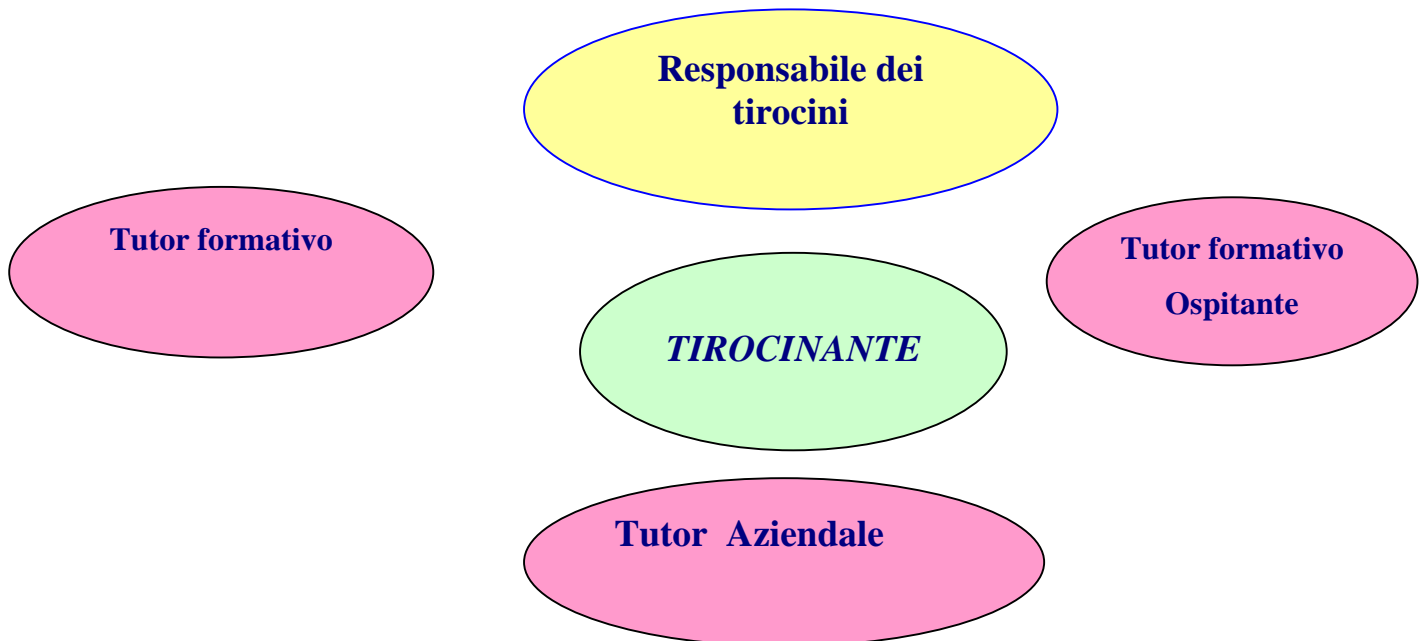 Responsabile dei
tirocini
Tutor formativo
Tutor formativo
Ospitante
TIROCINANTE
Tutor Aziendale